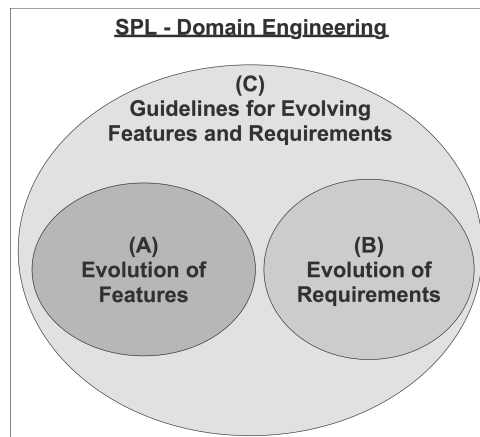 SPL - Domain Engineering
(C)
Guidelines for Evolving
Features and Requirements
(A)
Evolution of
Features
(B)
Evolution of
Requirements